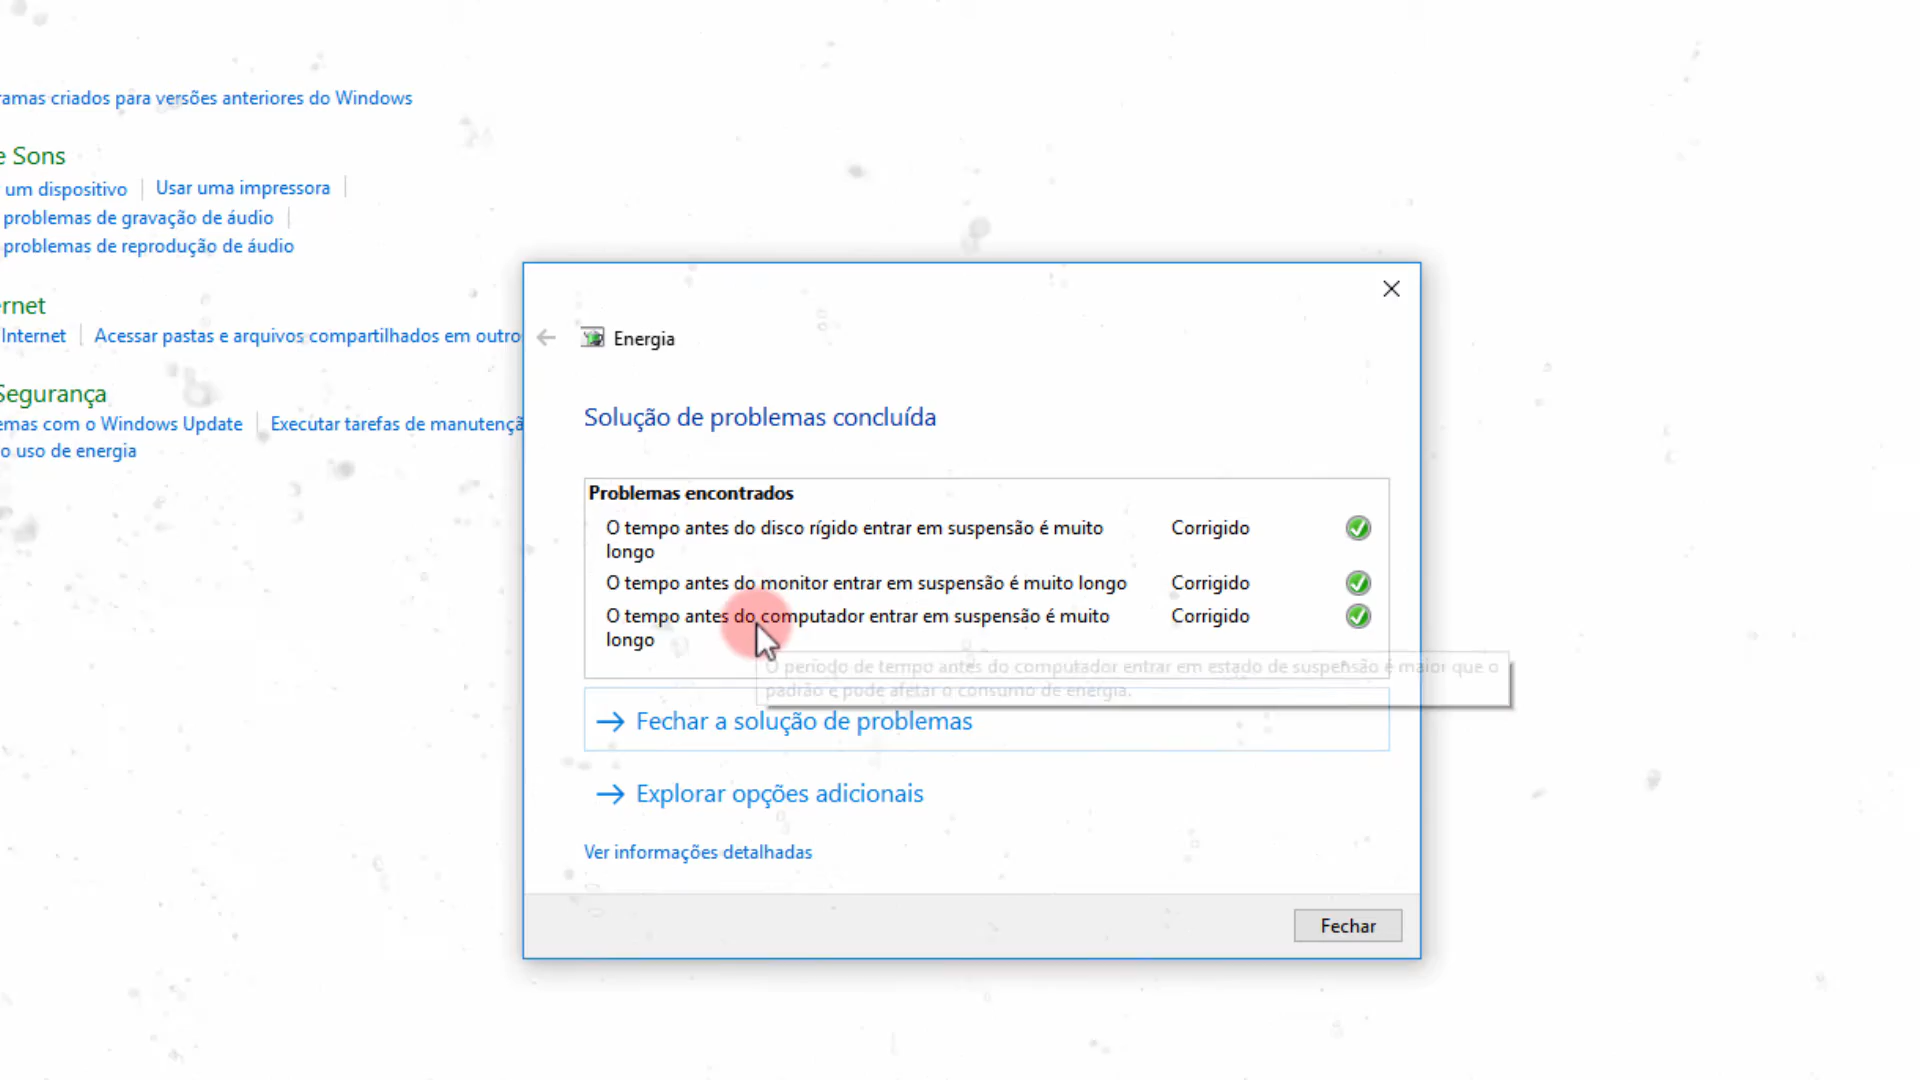 ramas criados para versões anteriores do Windows
e Sons
um dispositivo
Usar uma impressora
problemas de gravação de áudio
problemas de reprodução de áudio
ernet
Internet
Acessar pastas e arquivos compartilhados em outro
Segurança
emas com o Windows Update
Executar tarefas de manutençã
o uso de energia
Energia
Solução de problemas concluída
Problemas encontrados
O tempo antes do disco rígido entrar em suspensão é muito
longo
Corrigido
O tempo antes do monitor entrar em suspensão é muito longo
Corrigido
O tempo antes do computador entrar em suspensão é muito
longo
Corrigido
O período de tempo antes do computador entrar em estado de suspensão é maior que o
padrão e pode afetar o consumo de energia.
Fechar a solução de problemas
Explorar opções adicionais
Ver informações detalhadas
Fechar